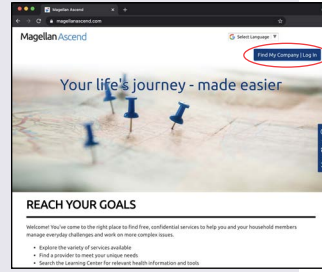 Magellan Ascend
magellanascend.com
Magellan Ascend
Select Language ▼
Find My Company | Log In
Your life's journey - made easier
REACH YOUR GOALS
Welcome! You've come to the right place to find free, confidential services to help you and your household members
manage everyday challenges and work on more complex issues.
• Explore the variety of services available
• Find a provider to meet your unique needs
• Search the Learning Center for relevant health information and tools